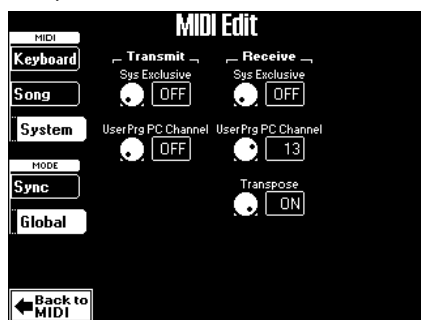 MIDI Edit
MIDI
Keyboard
Song
System
MODE
Sync
Global
Back to
MIDI
Transmit
Sys Exclusive
OFF
UserPrg PC Channel
OFF
Receive
Sys Exclusive
OFF
UserPrg PC Channel
13
Transpose
ON